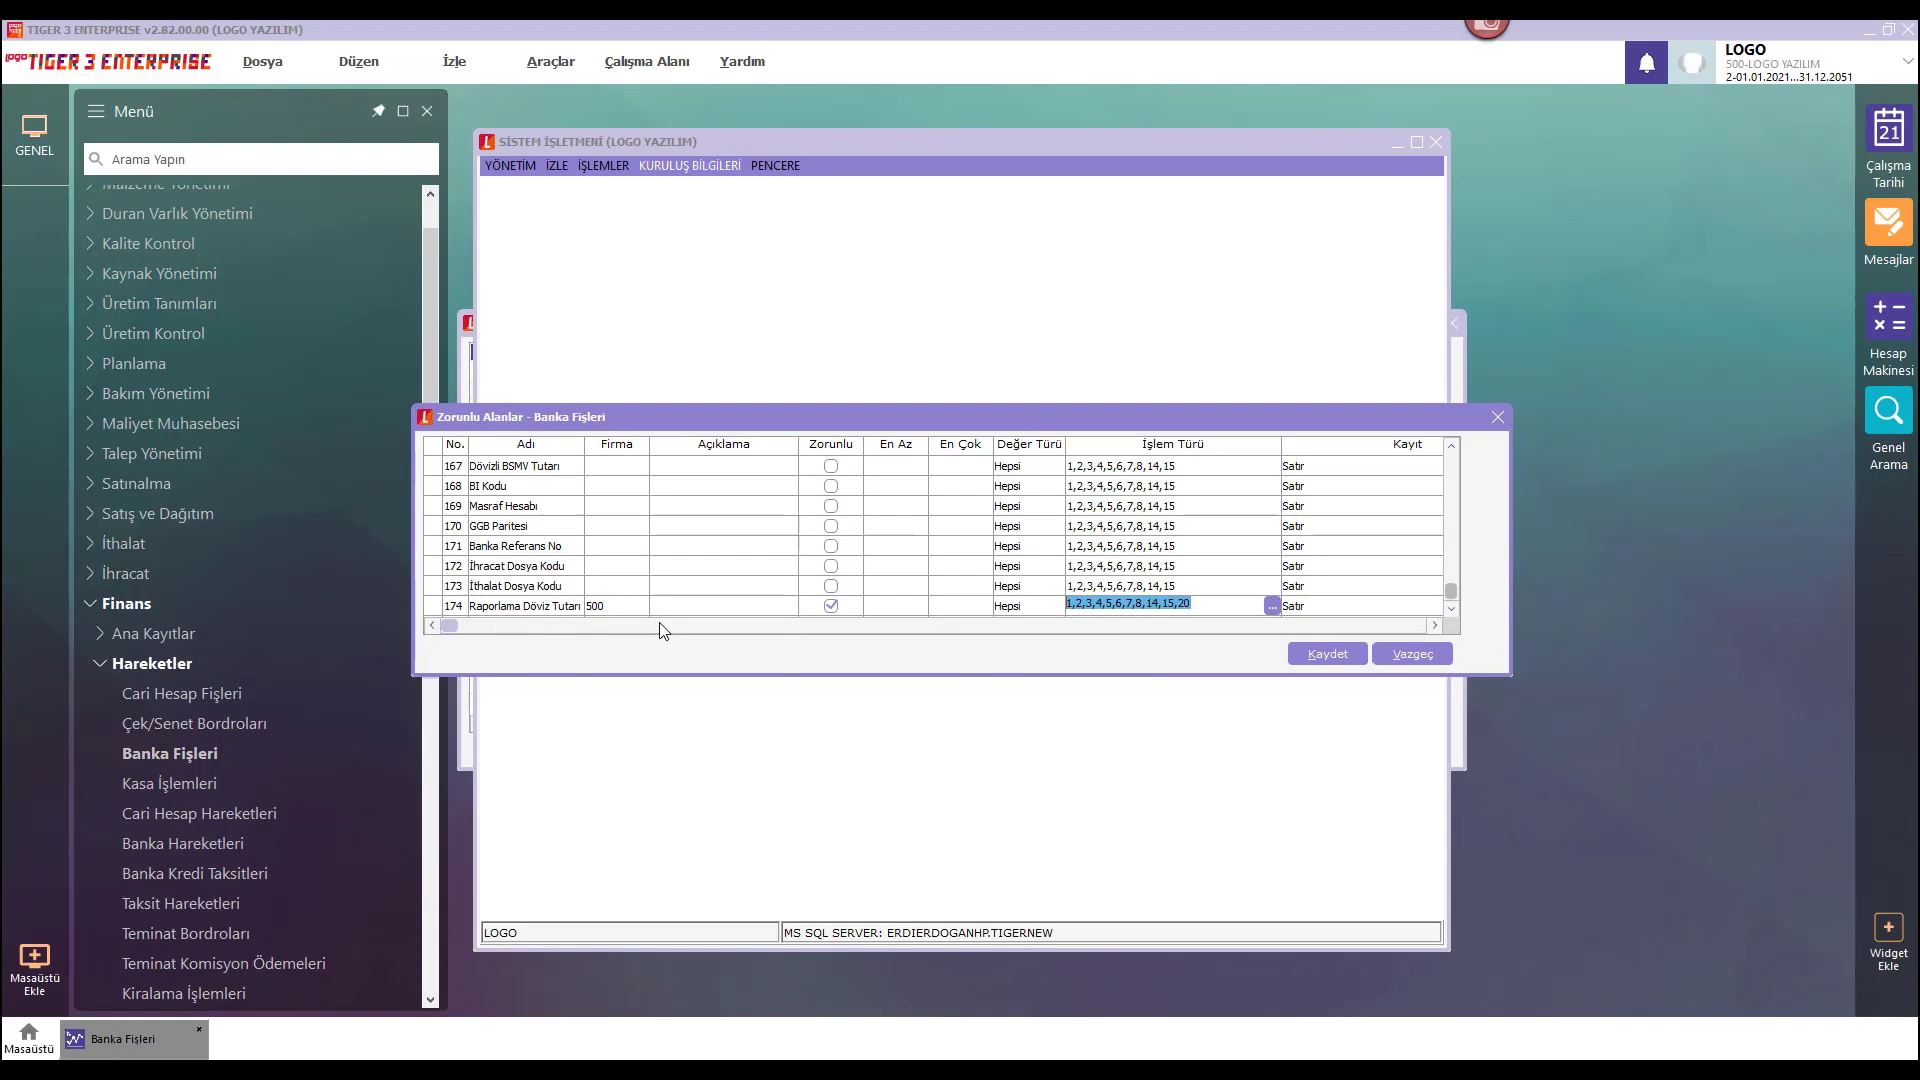 TIGER 3 ENTERPRISE v2.82.00.00 (LOGO YAZILIM)
LOGO TIGER 3 ENTERPRISE
Dosya
Düzen
İzle
Araçlar
Çalışma Alanı
Yardım
LOGO
500-LOGO YAZILIM
2-01.01.2021...31.12.2051
GENEL
Menü
Arama Yapın
Malzeme Yönetimi
Duran Varlık Yönetimi
Kalite Kontrol
Kaynak Yönetimi
Üretim Tanımları
Üretim Kontrol
Planlama
Bakım Yönetimi
Maliyet Muhasebesi
Talep Yönetimi
Satınalma
Satış ve Dağıtım
İthalat
İhracat
Finans
Ana Kayıtlar
Hareketler
Cari Hesap Fişleri
Çek/Senet Bordroları
Banka Fişleri
Kasa İşlemleri
Cari Hesap Hareketleri
Banka Hareketleri
Banka Kredi Taksitleri
Taksit Hareketleri
Teminat Bordroları
Teminat Komisyon Ödemeleri
Kiralama İşlemleri
SİSTEM İŞLETMENİ (LOGO YAZILIM)
YÖNETİM İZLE İŞLEMLER KURULUŞ BİLGİLERİ PENCERE
Zorunlu Alanlar - Banka Fişleri
No. Adı Firma Açıklama Zorunlu En Az En Çok Değer Türü İşlem Türü Kayıt
167 Dövizli BSMV Tutarı Hepsi 1,2,3,4,5,6,7,8,14,15 Satır
168 BI Kodu Hepsi 1,2,3,4,5,6,7,8,14,15 Satır
169 Masraf Hesabı Hepsi 1,2,3,4,5,6,7,8,14,15 Satır
170 GGB Paritesi Hepsi 1,2,3,4,5,6,7,8,14,15 Satır
171 Banka Referans No Hepsi 1,2,3,4,5,6,7,8,14,15 Satır
172 İhracat Dosya Kodu Hepsi 1,2,3,4,5,6,7,8,14,15 Satır
173 İthalat Dosya Kodu Hepsi 1,2,3,4,5,6,7,8,14,15 Satır
174 Raporlama Döviz Tutarı 500 Hepsi 1,2,3,4,5,6,7,8,14,15,20 ... Satır
Kaydet
Vazgeç
LOGO
MS SQL SERVER: ERDIERDOGANHP.TIGERNEW
21
Çalışma
Tarihi
Mesajlar
Hesap
Makinesi
Genel
Arama
Widget
Ekle
Masaüstü
Ekle
Masaüstü
Banka Fişleri